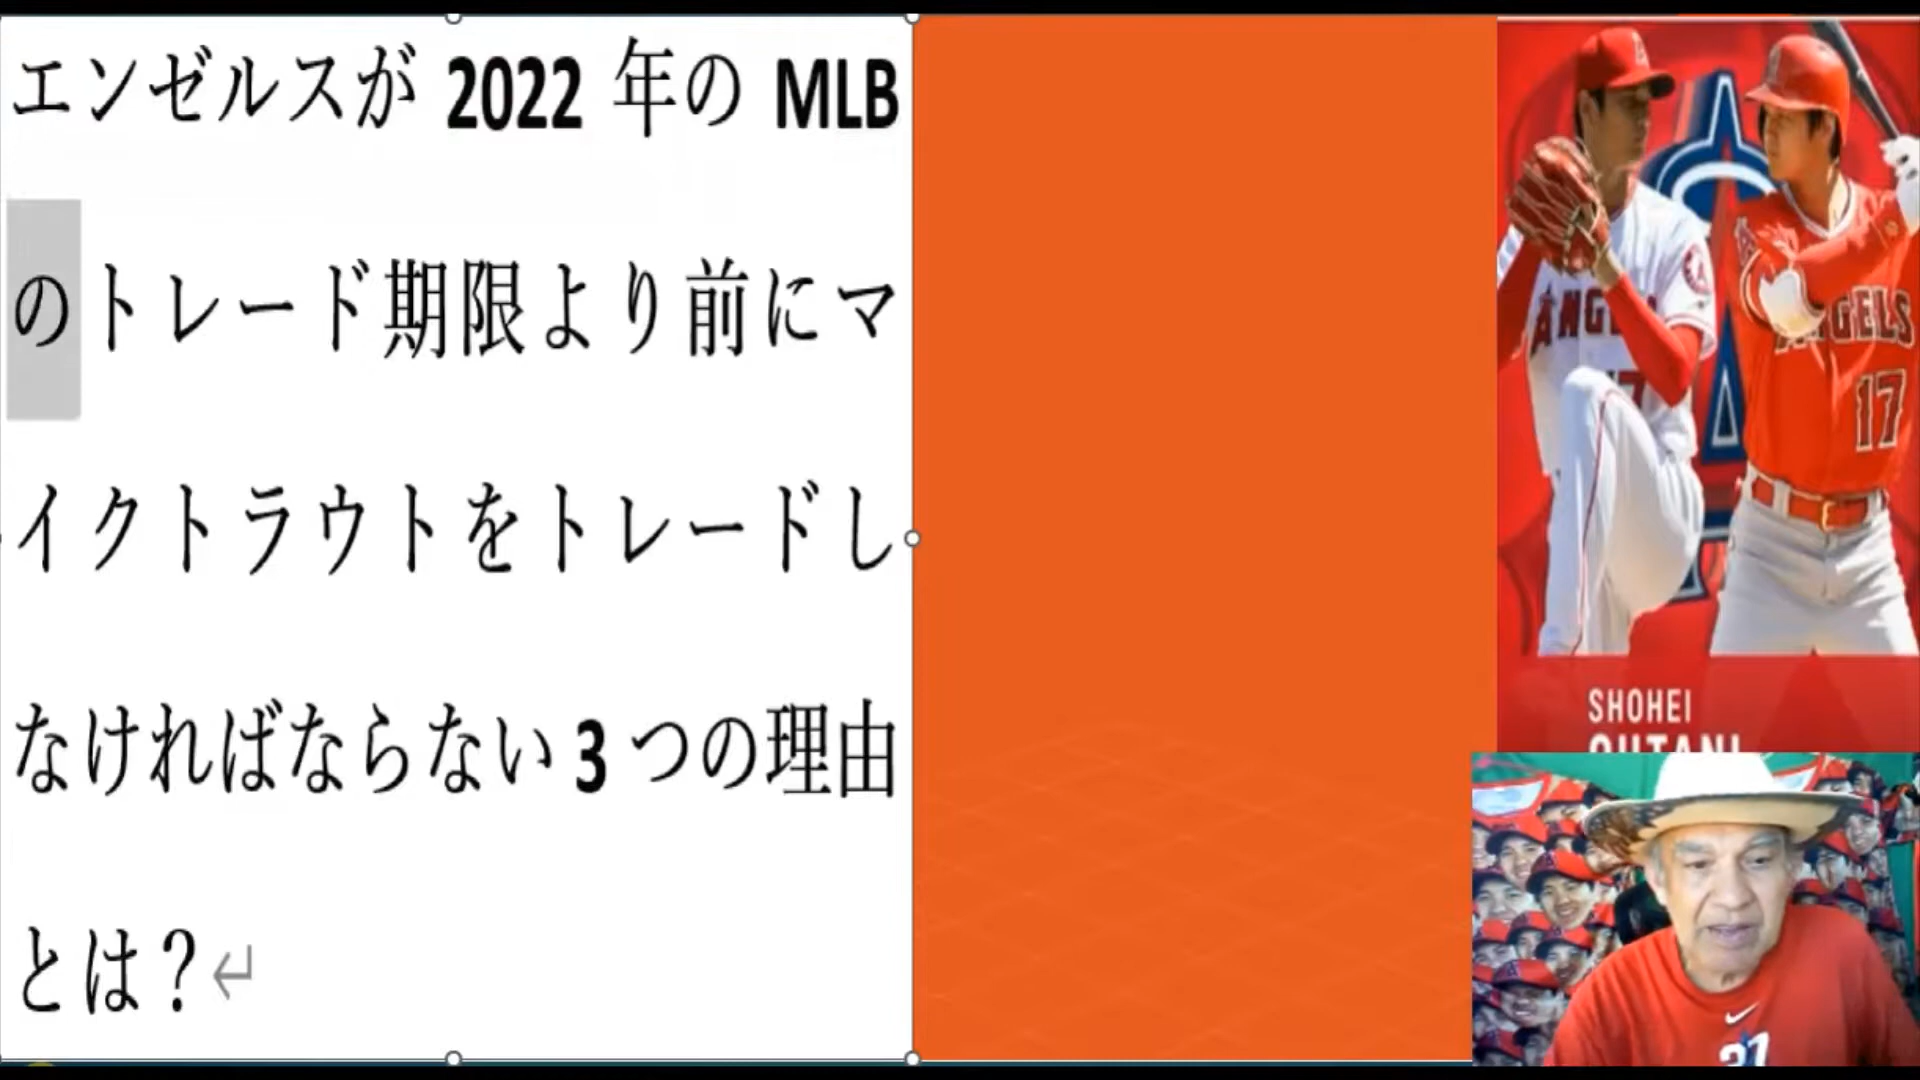 エンゼルスが 2022 年の MLB
のトレード期限より前にマ
イクトラウトをトレードし
なければならない 3 つの理由
とは？
ANGELS
17
SHOHEI
OHTANI